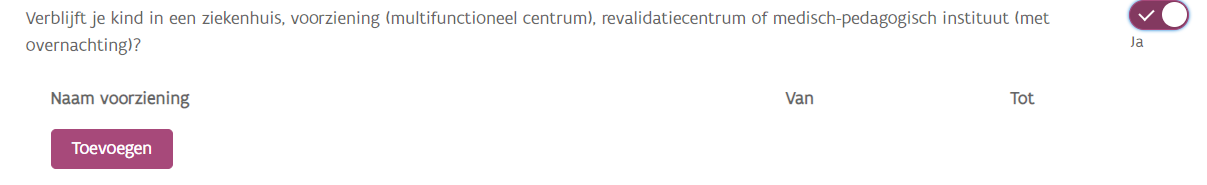 Verblijft je kind in een ziekenhuis, voorziening (multifunctioneel centrum), revalidatiecentrum of medisch-pedagogisch instituut (met
overnachting)?
Ja
Naam voorziening Van Tot
Toevoegen